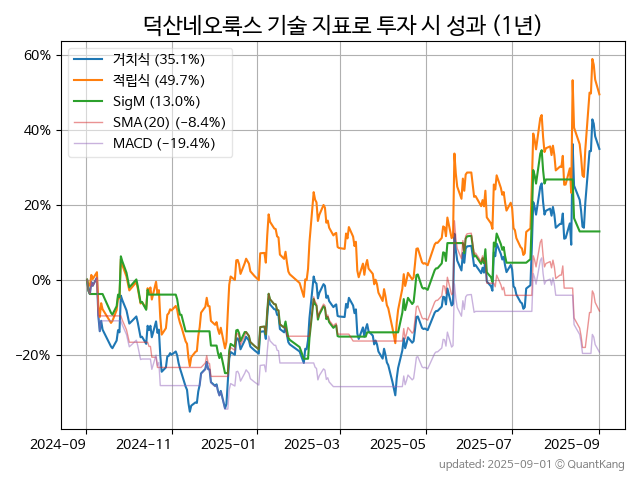 덕산네오룩스 기술 지표로 투자 시 성과 (1년)
60%
40%
20%
0%
−20%
거치식 (35.1%)
적립식 (49.7%)
SigM (13.0%)
SMA(20) (−8.4%)
MACD (−19.4%)
2024-09 2024-11 2025-01 2025-03 2025-05 2025-07 2025-09
updated: 2025-09-01 © QuantKang